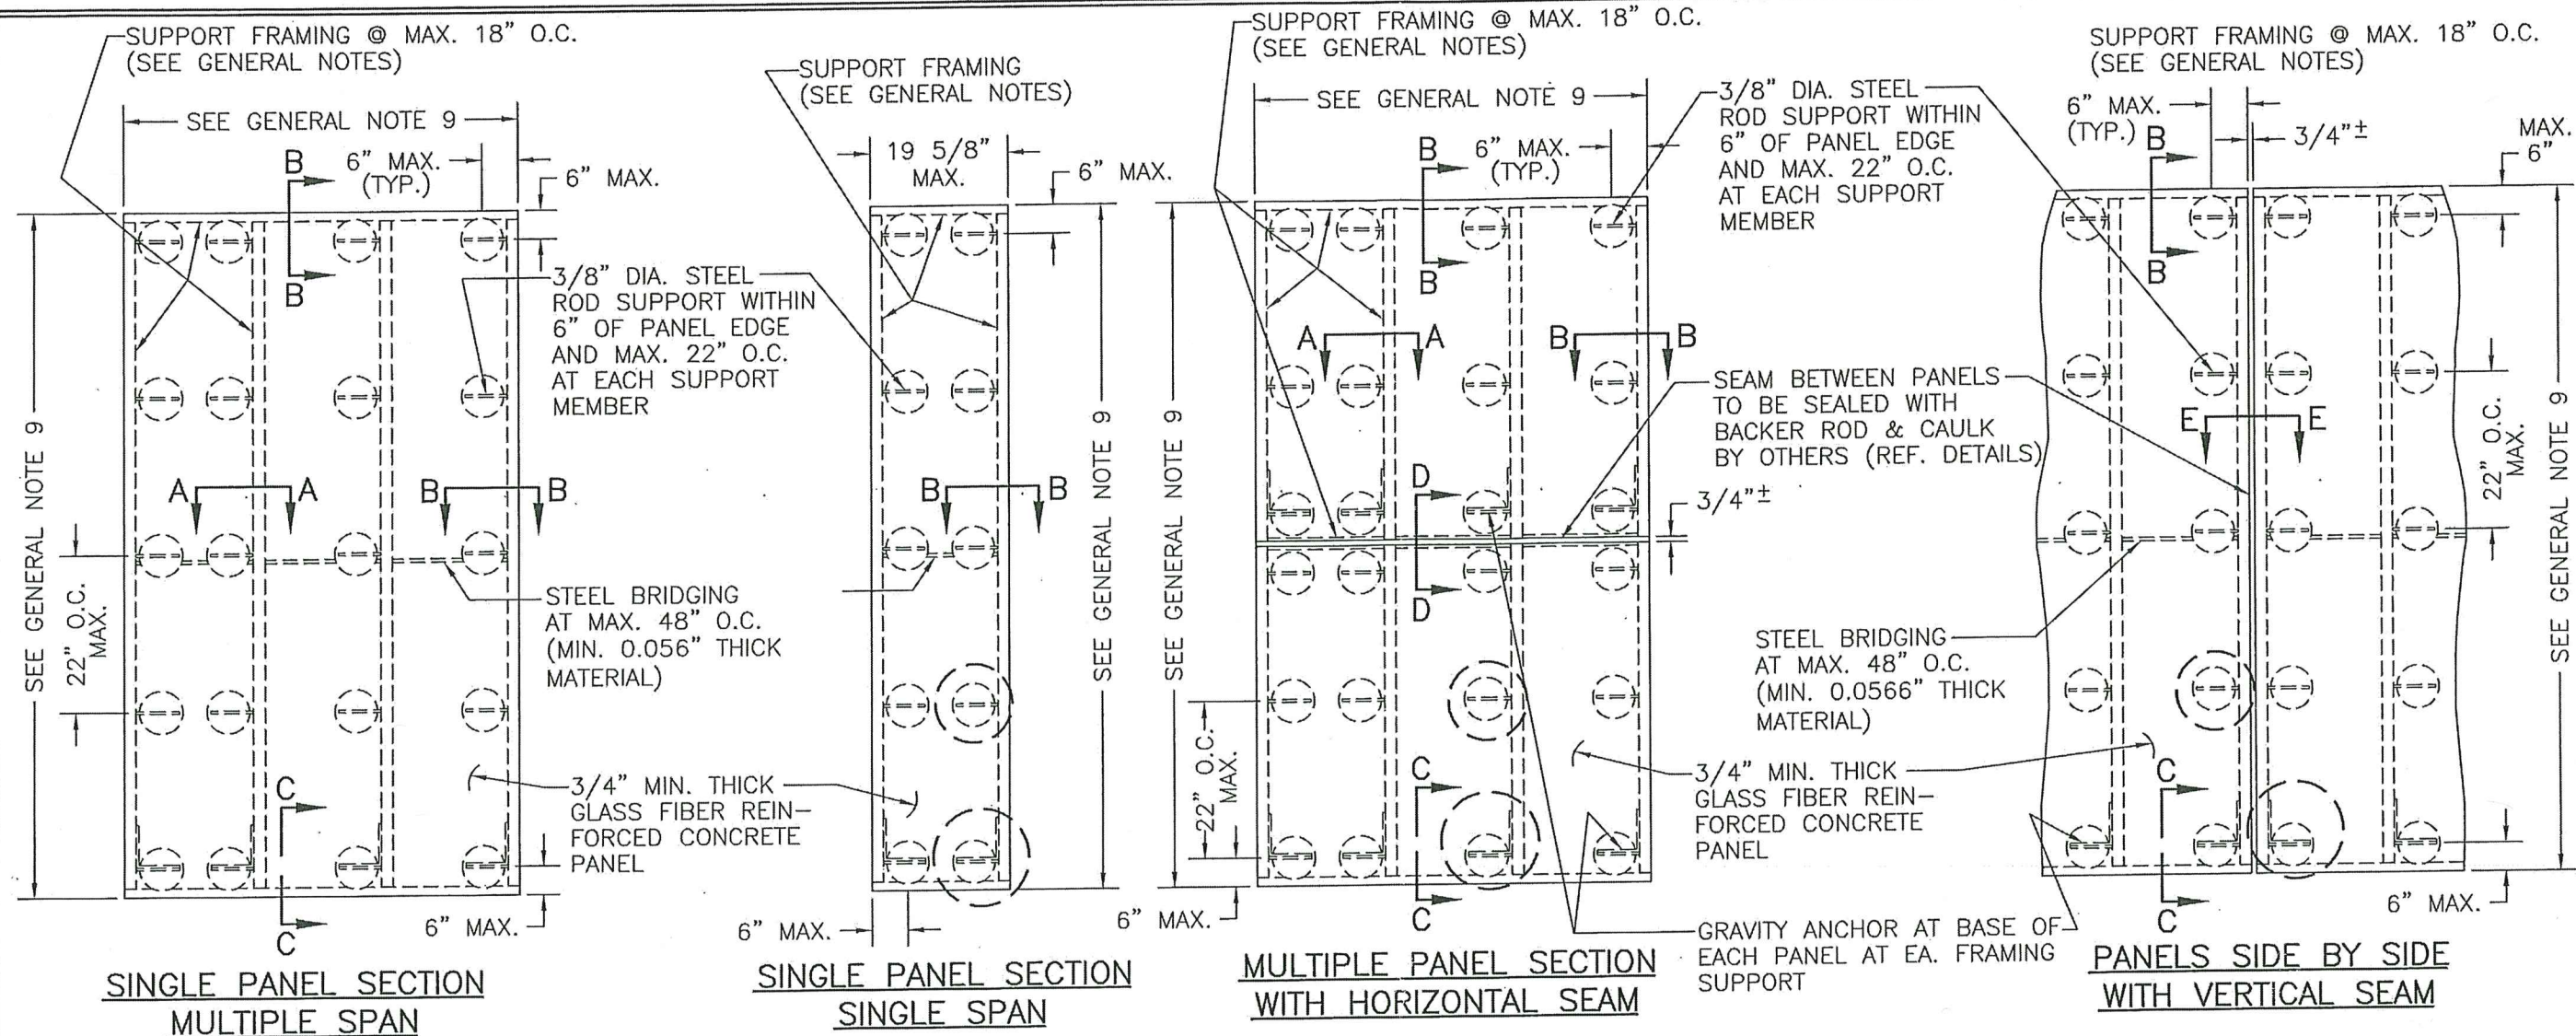 SUPPORT FRAMING @ MAX. 18" O.C.
(SEE GENERAL NOTES)
SEE GENERAL NOTE 9
B
6" MAX.
(TYP.)
6" MAX.
B
3/8" DIA. STEEL
ROD SUPPORT WITHIN
6" OF PANEL EDGE
AND MAX. 22" O.C.
AT EACH SUPPORT
MEMBER
SEE GENERAL NOTE 9
A A
B B
22" O.C.
MAX.
STEEL BRIDGING
AT MAX. 48" O.C.
(MIN. 0.056" THICK
MATERIAL)
C
3/4" MIN. THICK
GLASS FIBER REIN-
FORCED CONCRETE
PANEL
C
6" MAX.
SINGLE PANEL SECTION
MULTIPLE SPAN
SUPPORT FRAMING
(SEE GENERAL NOTES)
19 5/8"
MAX.
6" MAX.
B B
SEE GENERAL NOTE 9
6" MAX.
SINGLE PANEL SECTION
SINGLE SPAN
SUPPORT FRAMING @ MAX. 18" O.C.
(SEE GENERAL NOTES)
SEE GENERAL NOTE 9
B
6" MAX.
(TYP.)
B
3/8" DIA. STEEL
ROD SUPPORT WITHIN
6" OF PANEL EDGE
AND MAX. 22" O.C.
AT EACH SUPPORT
MEMBER
A A
B B
SEE GENERAL NOTE 9
SEAM BETWEEN PANELS
TO BE SEALED WITH
BACKER ROD & CAULK
BY OTHERS (REF. DETAILS)
D
3/4"±
D
22" O.C.
MAX.
C
C
6" MAX.
MULTIPLE PANEL SECTION
WITH HORIZONTAL SEAM
STEEL BRIDGING
AT MAX. 48" O.C.
(MIN. 0.0566" THICK
MATERIAL)
3/4" MIN. THICK
GLASS FIBER REIN-
FORCED CONCRETE
PANEL
GRAVITY ANCHOR AT BASE OF
EACH PANEL AT EA. FRAMING
SUPPORT
SUPPORT FRAMING @ MAX. 18" O.C.
(SEE GENERAL NOTES)
6" MAX.
(TYP.)
B
3/4"±
MAX.
6"
B
E E
22" O.C.
MAX.
SEE GENERAL NOTE 9
C
C
6" MAX.
PANELS SIDE BY SIDE
WITH VERTICAL SEAM